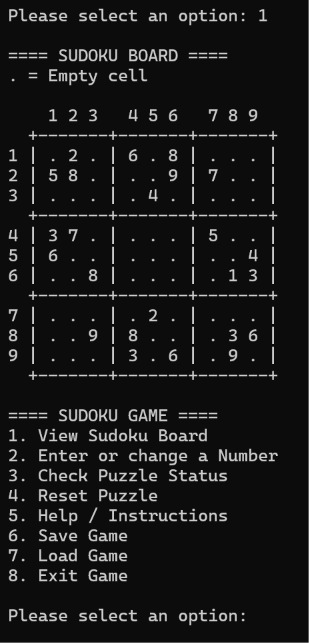 Please select an option: 1
==== SUDOKU BOARD ====
. = Empty cell
    1 2 3   4 5 6   7 8 9
  +-------+-------+-------+
1 | . 2 . | 6 . 8 | . . . |
2 | 5 8 . | . . 9 | 7 . . |
3 | . . . | . 4 . | . . . |
  +-------+-------+-------+
4 | 3 7 . | . . . | 5 . . |
5 | 6 . . | . . . | . . 4 |
6 | . . 8 | . . . | . 1 3 |
  +-------+-------+-------+
7 | . . . | . 2 . | . . . |
8 | . . 9 | 8 . . | . 3 6 |
9 | . . . | 3 . 6 | . 9 . |
  +-------+-------+-------+
==== SUDOKU GAME ====
1. View Sudoku Board
2. Enter or change a Number
3. Check Puzzle Status
4. Reset Puzzle
5. Help / Instructions
6. Save Game
7. Load Game
8. Exit Game
Please select an option: